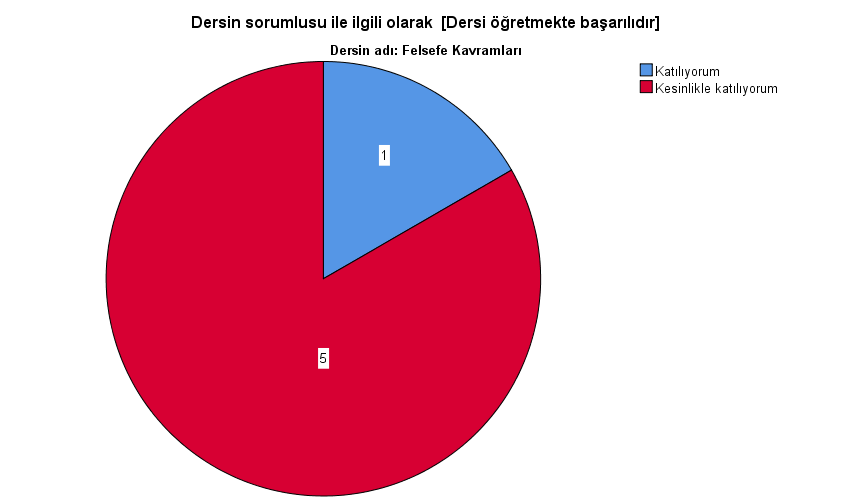 Dersin sorumlusu ile ilgili olarak [Dersi öğretmekte başarılıdır]
Dersin adı: Felsefe Kavramları
Katılıyorum
Kesinlikle katılıyorum
1
5